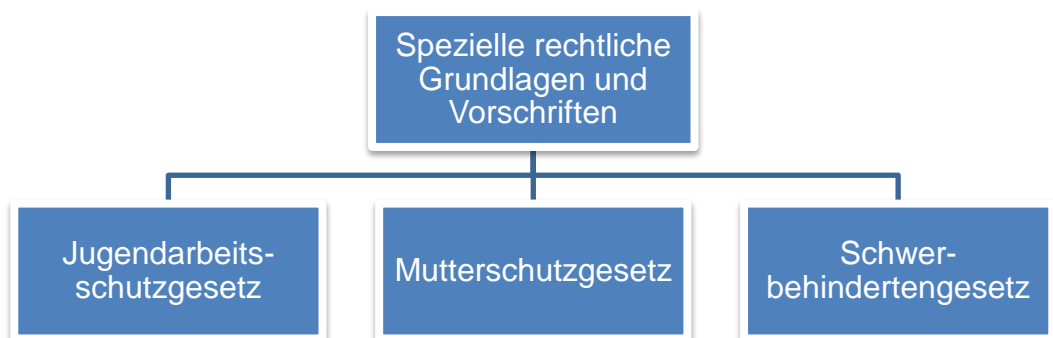 Spezielle rechtliche
Grundlagen und
Vorschriften
Jugendarbeits-
schutzgesetz
Mutterschutzgesetz
Schwer-
behindertengesetz